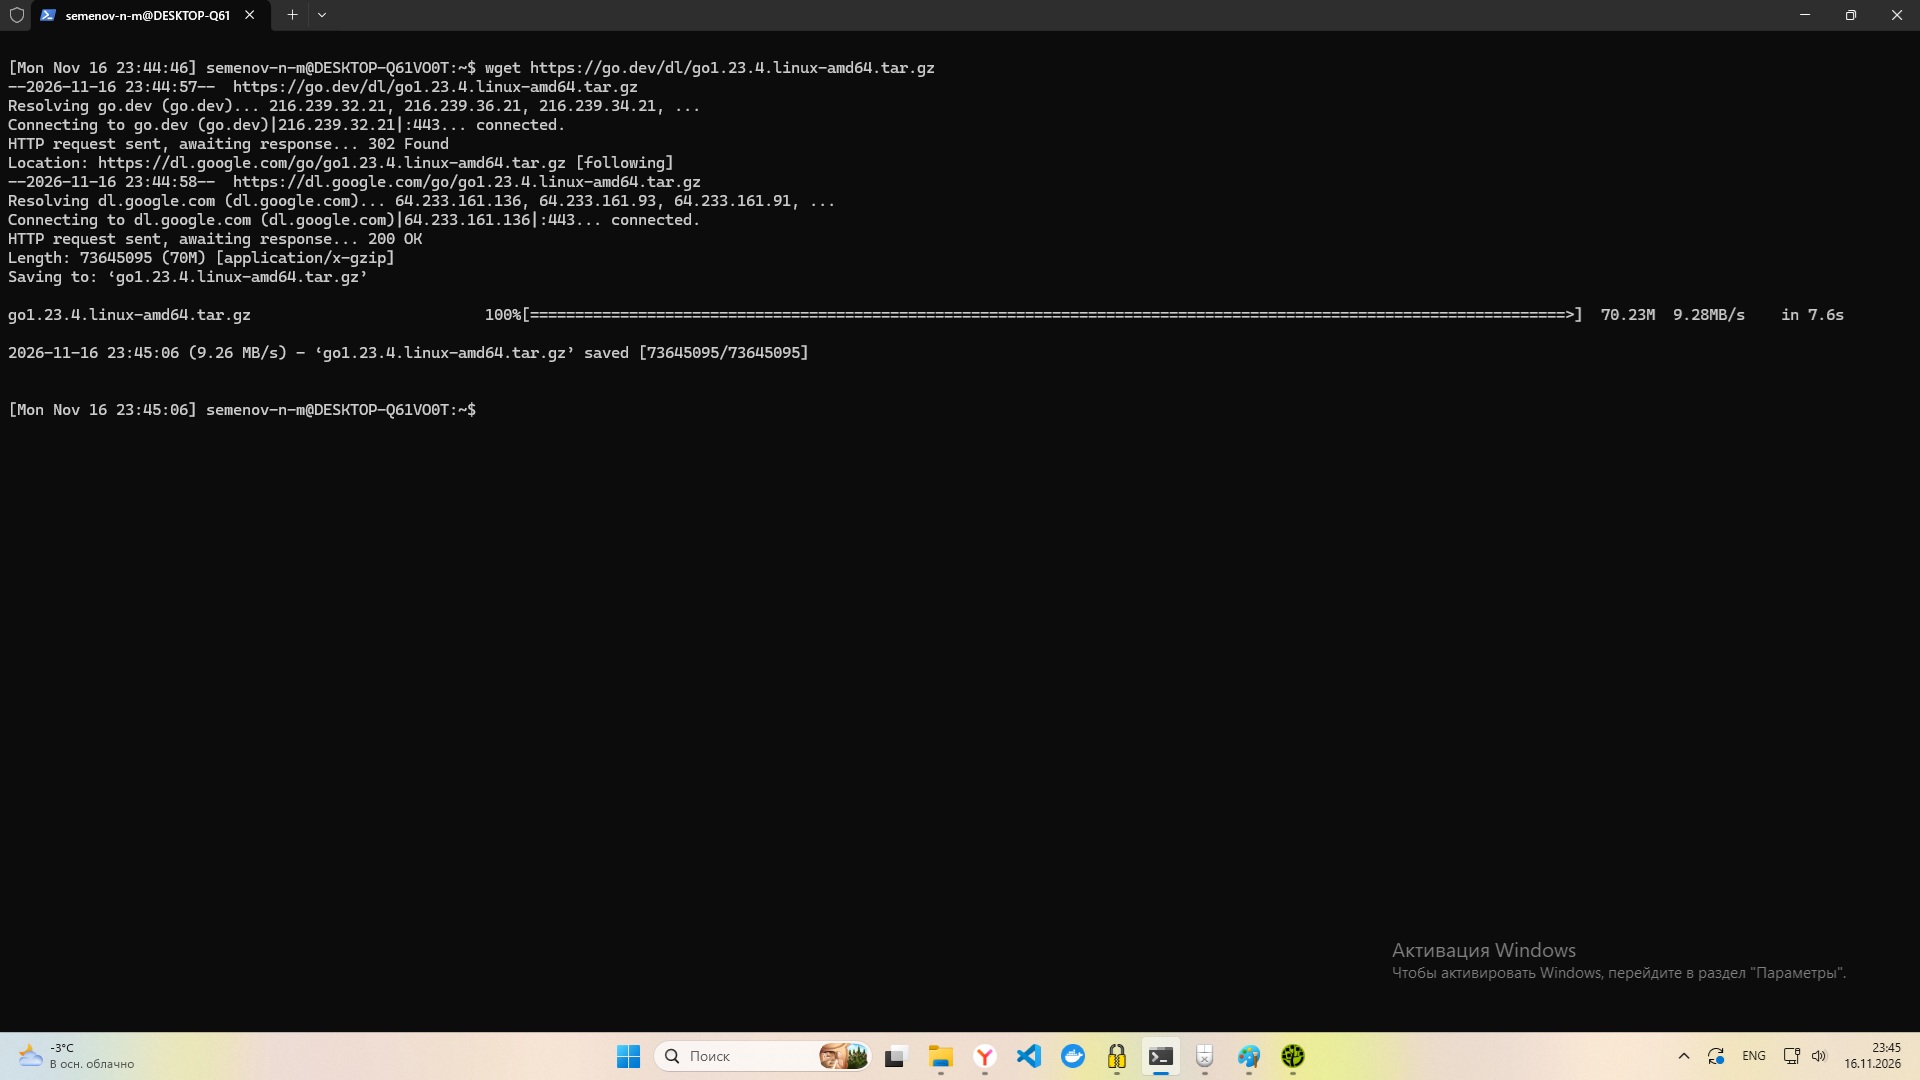 semenov-n-m@DESKTOP-Q61
[Mon Nov 16 23:44:46] semenov-n-m@DESKTOP-Q61VO0T:~$ wget https://go.dev/dl/go1.23.4.linux-amd64.tar.gz
--2026-11-16 23:44:57--  https://go.dev/dl/go1.23.4.linux-amd64.tar.gz
Resolving go.dev (go.dev)... 216.239.32.21, 216.239.36.21, 216.239.34.21, ...
Connecting to go.dev (go.dev)|216.239.32.21|:443... connected.
HTTP request sent, awaiting response... 302 Found
Location: https://dl.google.com/go/go1.23.4.linux-amd64.tar.gz [following]
--2026-11-16 23:44:58--  https://dl.google.com/go/go1.23.4.linux-amd64.tar.gz
Resolving dl.google.com (dl.google.com)... 64.233.161.136, 64.233.161.93, 64.233.161.91, ...
Connecting to dl.google.com (dl.google.com)|64.233.161.136|:443... connected.
HTTP request sent, awaiting response... 200 OK
Length: 73645095 (70M) [application/x-gzip]
Saving to: ‘go1.23.4.linux-amd64.tar.gz’
go1.23.4.linux-amd64.tar.gz 100%[===================================================================================================================>] 70.23M 9.28MB/s in 7.6s
2026-11-16 23:45:06 (9.26 MB/s) - ‘go1.23.4.linux-amd64.tar.gz’ saved [73645095/73645095]
[Mon Nov 16 23:45:06] semenov-n-m@DESKTOP-Q61VO0T:~$
Активация Windows
Чтобы активировать Windows, перейдите в раздел "Параметры".
-3°C
В осн. облачно
Поиск
ENG
23:45
16.11.2026